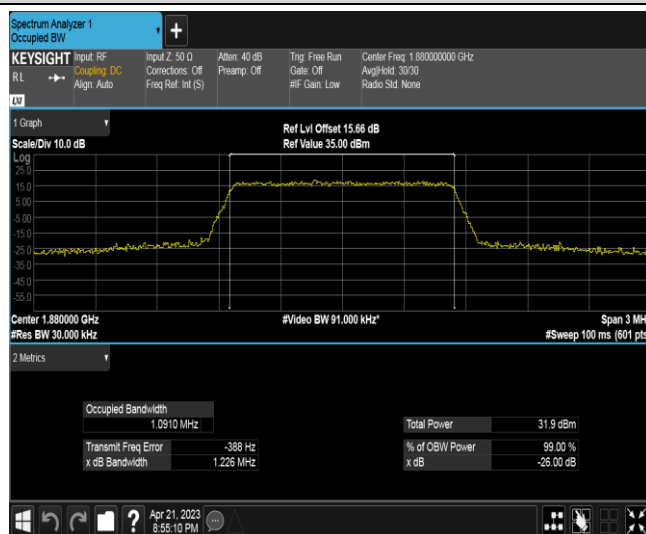 Spectrum Analyzer 1
Occupied BW
KEYSIGHT
R L
LXI
Input: RF
Coupling: DC
Align: Auto
Input Z: 50 Ω
Corrections: Off
Freq Ref: Int (S)
Atten: 40 dB
Preamp: Off
Trig: Free Run
Gate: Off
#IF Gain: Low
Center Freq: 1.880000000 GHz
Avg|Hold: 30/30
Radio Std: None
1 Graph
Scale/Div 10.0 dB
Ref Lvl Offset 15.66 dB
Ref Value 35.00 dBm
Log
25.0
15.0
5.00
-5.00
-15.0
-25.0
-35.0
-45.0
-55.0
Center 1.880000 GHz
#Video BW 91.000 kHz*
Span 3 MH
#Res BW 30.000 kHz
#Sweep 100 ms (601 pts
2 Metrics
Occupied Bandwidth
1.0910 MHz
Total Power 31.9 dBm
Transmit Freq Error -388 Hz
% of OBW Power 99.00 %
x dB Bandwidth 1.226 MHz
x dB -26.00 dB
?
Apr 21, 2023
8:55:10 PM